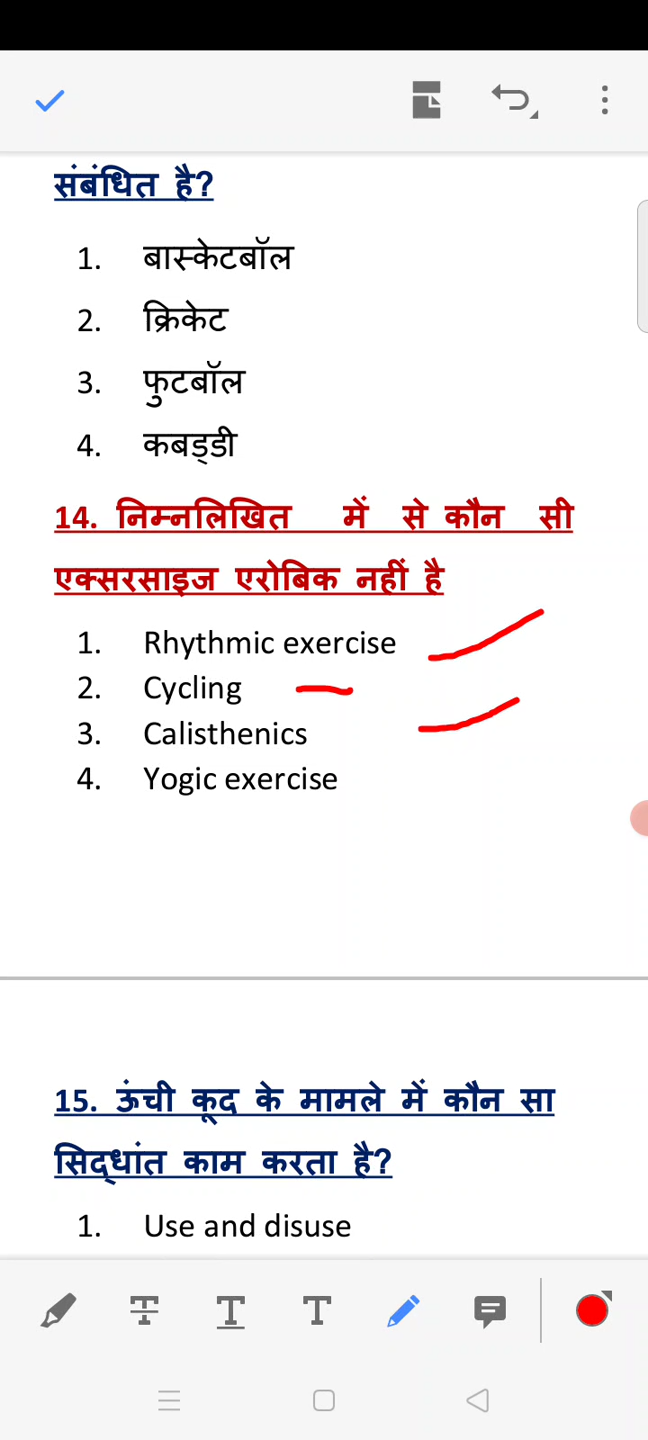 संबंधित है?
1. बास्केटबॉल
2. क्रिकेट
3. फुटबॉल
4. कबड्डी
14. निम्नलिखित में से कौन सी
एक्सरसाइज एरोबिक नहीं है
1. Rhythmic exercise
2. Cycling
3. Calisthenics
4. Yogic exercise
15. ऊंची कूद के मामले में कौन सा
सिद्धांत काम करता है?
1. Use and disuse